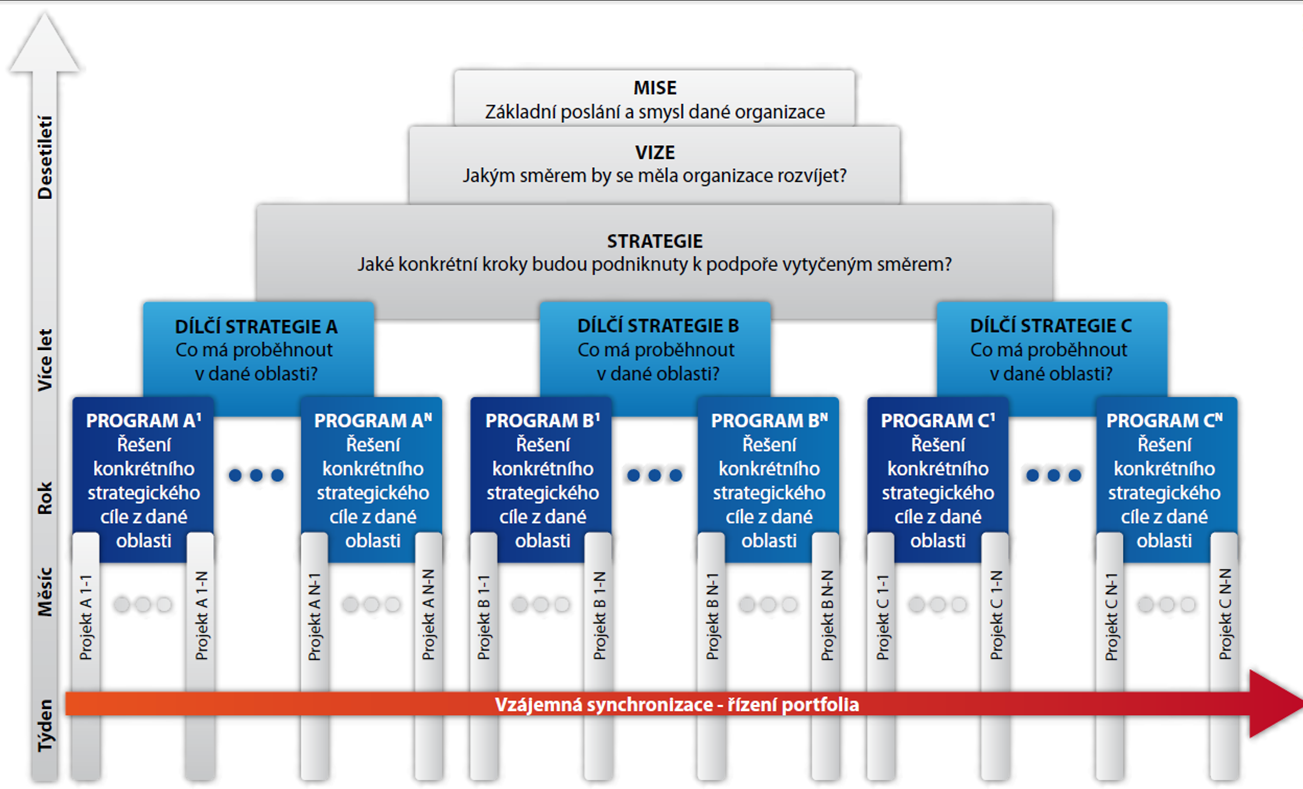 MISE
Základní poslání a smysl dané organizace
VIZE
Jakým směrem by se měla organizace rozvíjet?
STRATEGIE
Jaké konkrétní kroky budou podniknuty k podpoře vytyčeným směrem?
DÍLČÍ STRATEGIE A
Co má proběhnout
v dané oblasti?
DÍLČÍ STRATEGIE B
Co má proběhnout
v dané oblasti?
DÍLČÍ STRATEGIE C
Co má proběhnout
v dané oblasti?
PROGRAM A¹
Řešení
konkrétního
strategického
cíle z dané
oblasti
PROGRAM Aᴺ
Řešení
konkrétního
strategického
cíle z dané
oblasti
PROGRAM B¹
Řešení
konkrétního
strategického
cíle z dané
oblasti
PROGRAM Bᴺ
Řešení
konkrétního
strategického
cíle z dané
oblasti
PROGRAM C¹
Řešení
konkrétního
strategického
cíle z dané
oblasti
PROGRAM Cᴺ
Řešení
konkrétního
strategického
cíle z dané
oblasti
Projekt A 1-1
Projekt A 1-N
Projekt A N-1
Projekt A N-N
Projekt B 1-1
Projekt B 1-N
Projekt B N-1
Projekt B N-N
Projekt C 1-1
Projekt C 1-N
Projekt C N-1
Projekt C N-N
Vzájemná synchronizace - řízení portfolia
Desetiletí
Více let
Rok
Měsíc
Týden